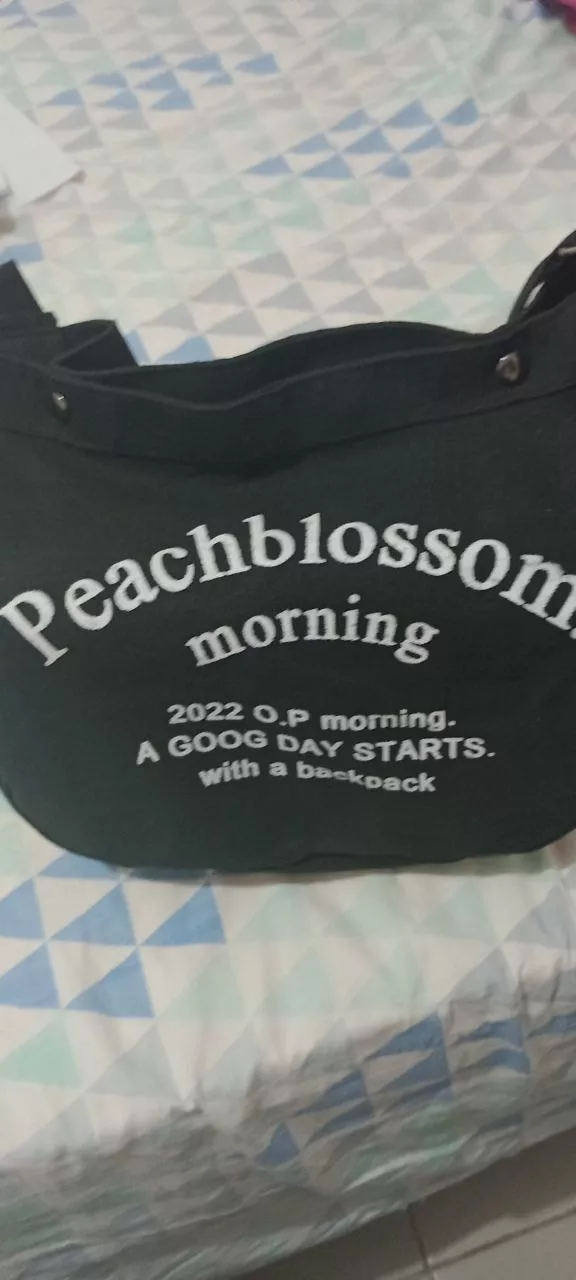 Peachblossom.
morning
2022 O.P morning.
A GOOG DAY STARTS.
with a backpack